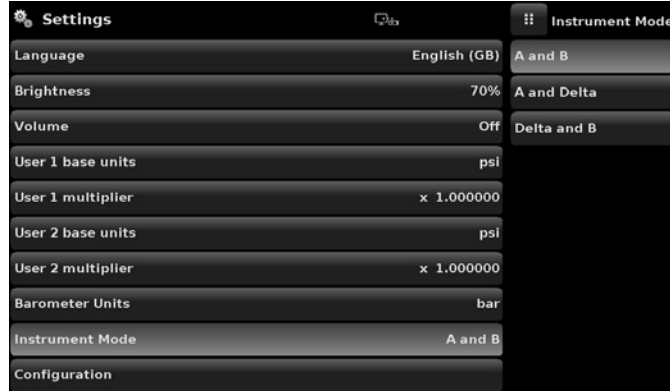 Settings
Language English (GB)
Brightness 70%
Volume Off
User 1 base units psi
User 1 multiplier x 1.000000
User 2 base units psi
User 2 multiplier x 1.000000
Barometer Units bar
Instrument Mode A and B
Configuration
Instrument Mode
A and B
A and Delta
Delta and B